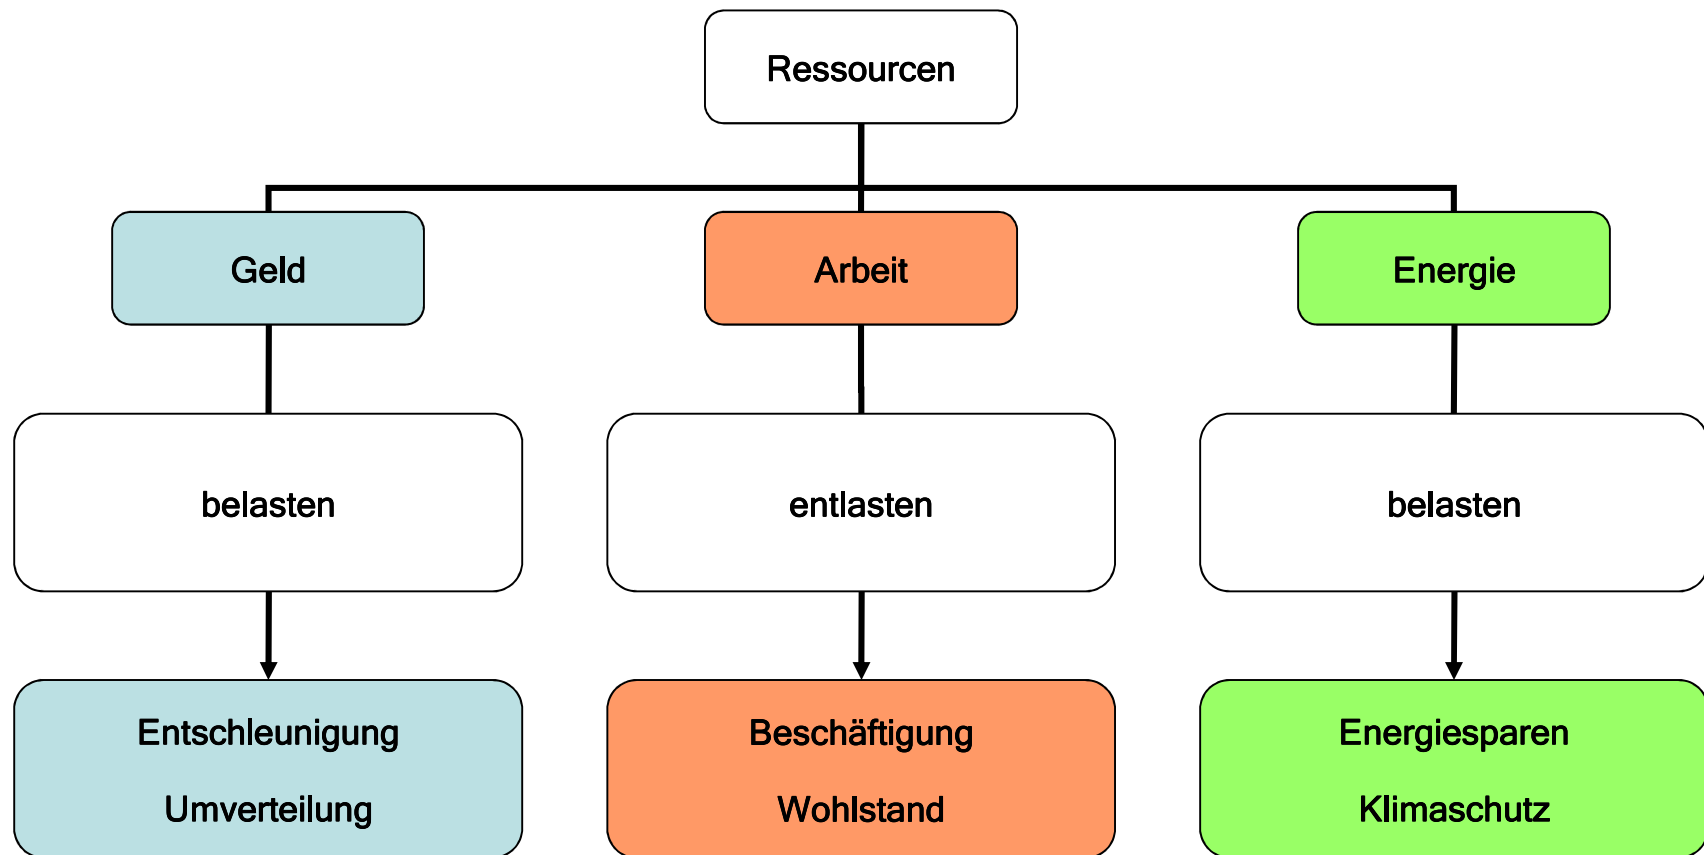 Ressourcen
Geld
Arbeit
Energie
belasten
entlasten
belasten
Entschleunigung
Umverteilung
Beschäftigung
Wohlstand
Energiesparen
Klimaschutz